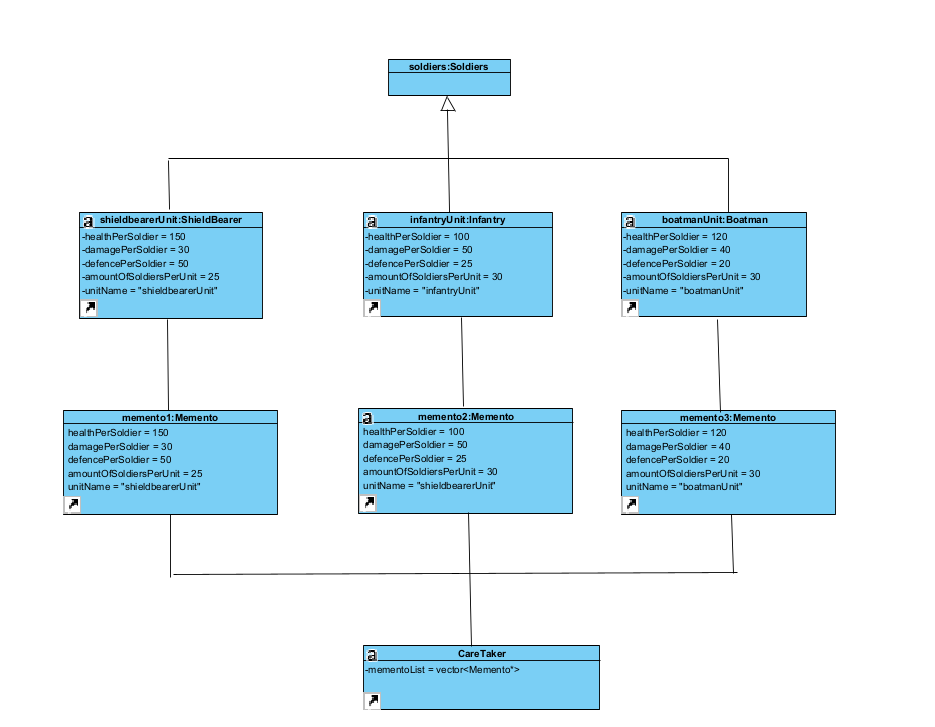 soldiers:Soldiers
a shieldbearerUnit:ShieldBearer
-healthPerSoldier = 150
-damagePerSoldier = 30
-defencePerSoldier = 50
-amountOfSoldiersPerUnit = 25
-unitName = "shieldbearerUnit"
a infantryUnit:Infantry
-healthPerSoldier = 100
-damagePerSoldier = 50
-defencePerSoldier = 25
-amountOfSoldiersPerUnit = 30
-unitName = "infantryUnit"
a boatmanUnit:Boatman
-healthPerSoldier = 120
-damagePerSoldier = 40
-defencePerSoldier = 20
-amountOfSoldiersPerUnit = 30
-unitName = "boatmanUnit"
memento1:Memento
healthPerSoldier = 150
damagePerSoldier = 30
defencePerSoldier = 50
amountOfSoldiersPerUnit = 25
unitName = "shieldbearerUnit"
a memento2:Memento
healthPerSoldier = 100
damagePerSoldier = 50
defencePerSoldier = 25
amountOfSoldiersPerUnit = 30
unitName = "shieldbearerUnit"
memento3:Memento
healthPerSoldier = 120
damagePerSoldier = 40
defencePerSoldier = 20
amountOfSoldiersPerUnit = 30
unitName = "boatmanUnit"
a CareTaker
-mementoList = vector<Memento*>